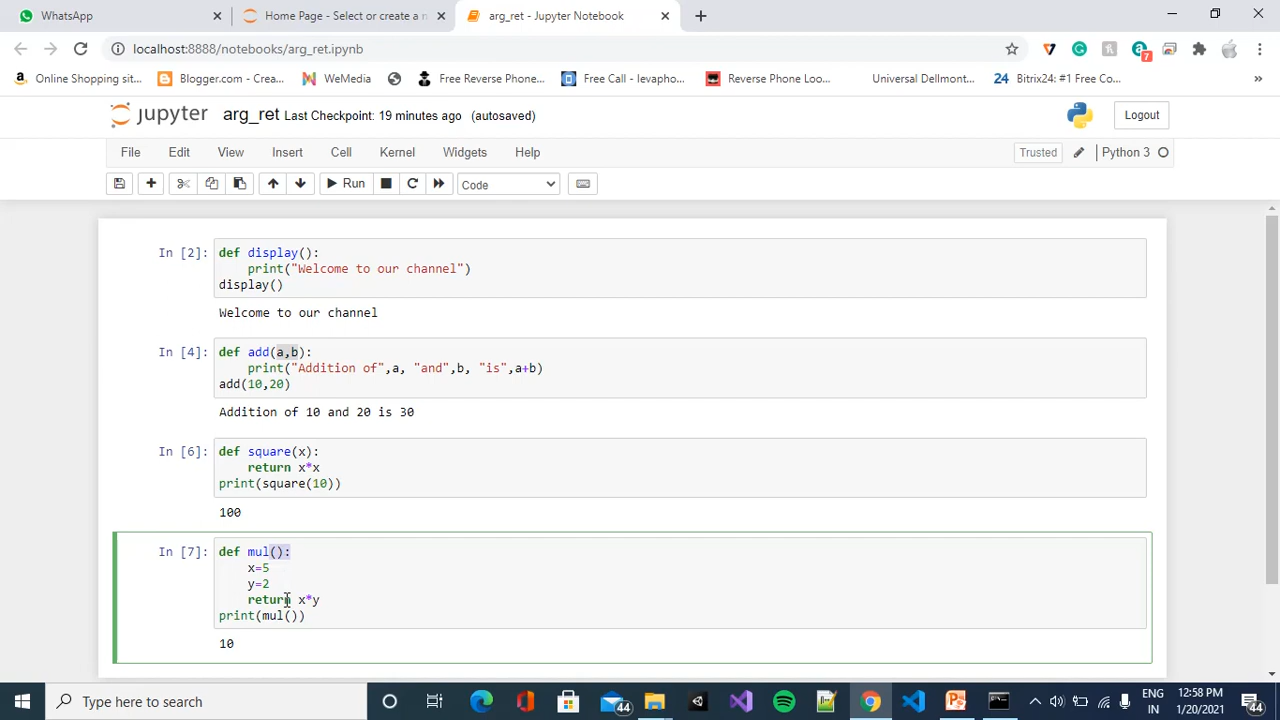 WhatsApp
Home Page - Select or create a n
arg_ret - Jupyter Notebook
localhost:8888/notebooks/arg_ret.ipynb
7
Online Shopping sit...
Blogger.com - Crea...
WeMedia
Free Reverse Phone...
Free Call - levapho...
Reverse Phone Loo...
Universal Dellmont...
24 Bitrix24: #1 Free Co...
»
jupyter arg_ret Last Checkpoint: 19 minutes ago (autosaved)
Logout
File Edit View Insert Cell Kernel Widgets Help
Trusted
Python 3
Run
Code
In [2]: def display():
print("Welcome to our channel")
display()
Welcome to our channel
In [4]: def add(a,b):
print("Addition of",a, "and",b, "is",a+b)
add(10,20)
Addition of 10 and 20 is 30
In [6]: def square(x):
return x*x
print(square(10))
100
In [7]: def mul():
x=5
y=2
return x*y
print(mul())
10
Type here to search
44
ENG
IN
12:58 PM
1/20/2021
44